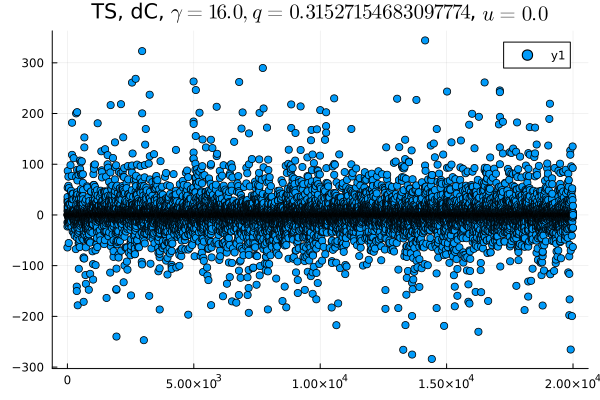 TS, dC, γ = 16.0, q = 0.31527154683097774, u = 0.0
y1
300
200
100
0
−100
−200
−300
0 5.00×10³ 1.00×10⁴ 1.50×10⁴ 2.00×10⁴